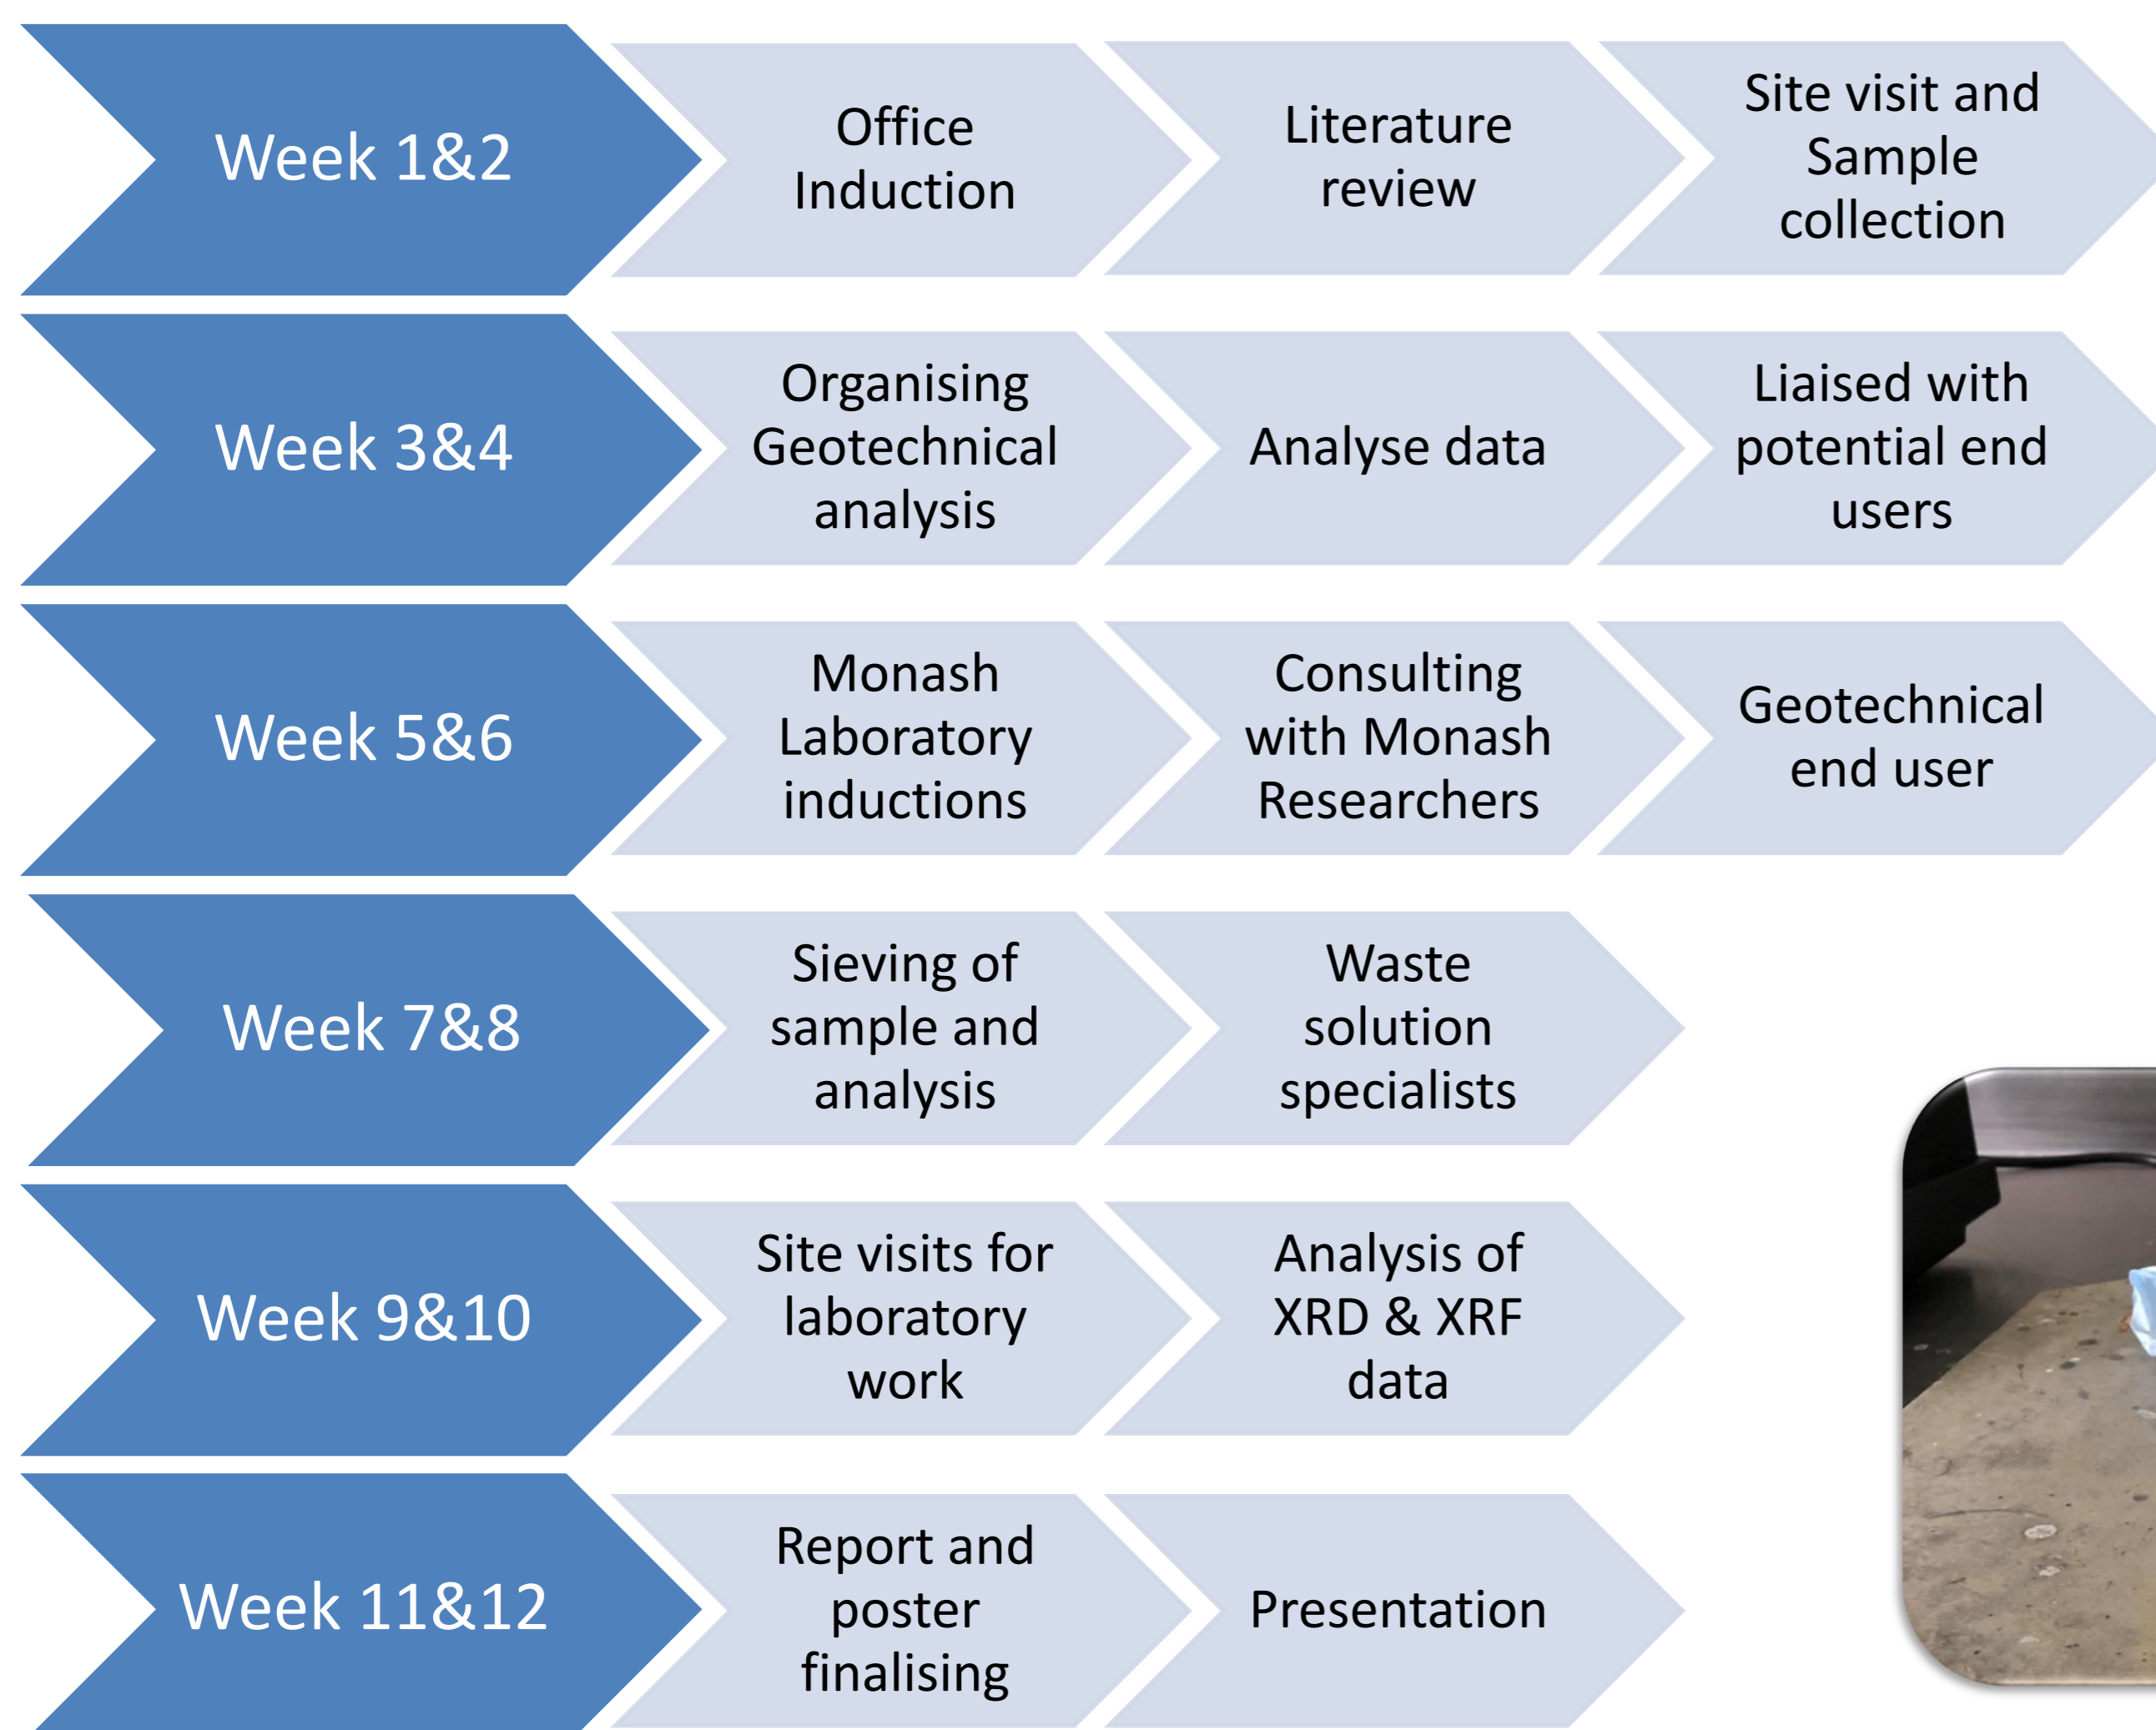 Week 1&2
Office
Induction
Literature
review
Site visit and
Sample
collection
Week 3&4
Organising
Geotechnical
analysis
Analyse data
Liaised with
potential end
users
Week 5&6
Monash
Laboratory
inductions
Consulting
with Monash
Researchers
Geotechnical
end user
Week 7&8
Sieving of
sample and
analysis
Waste
solution
specialists
Week 9&10
Site visits for
laboratory
work
Analysis of
XRD & XRF
data
Week 11&12
Report and
poster
finalising
Presentation